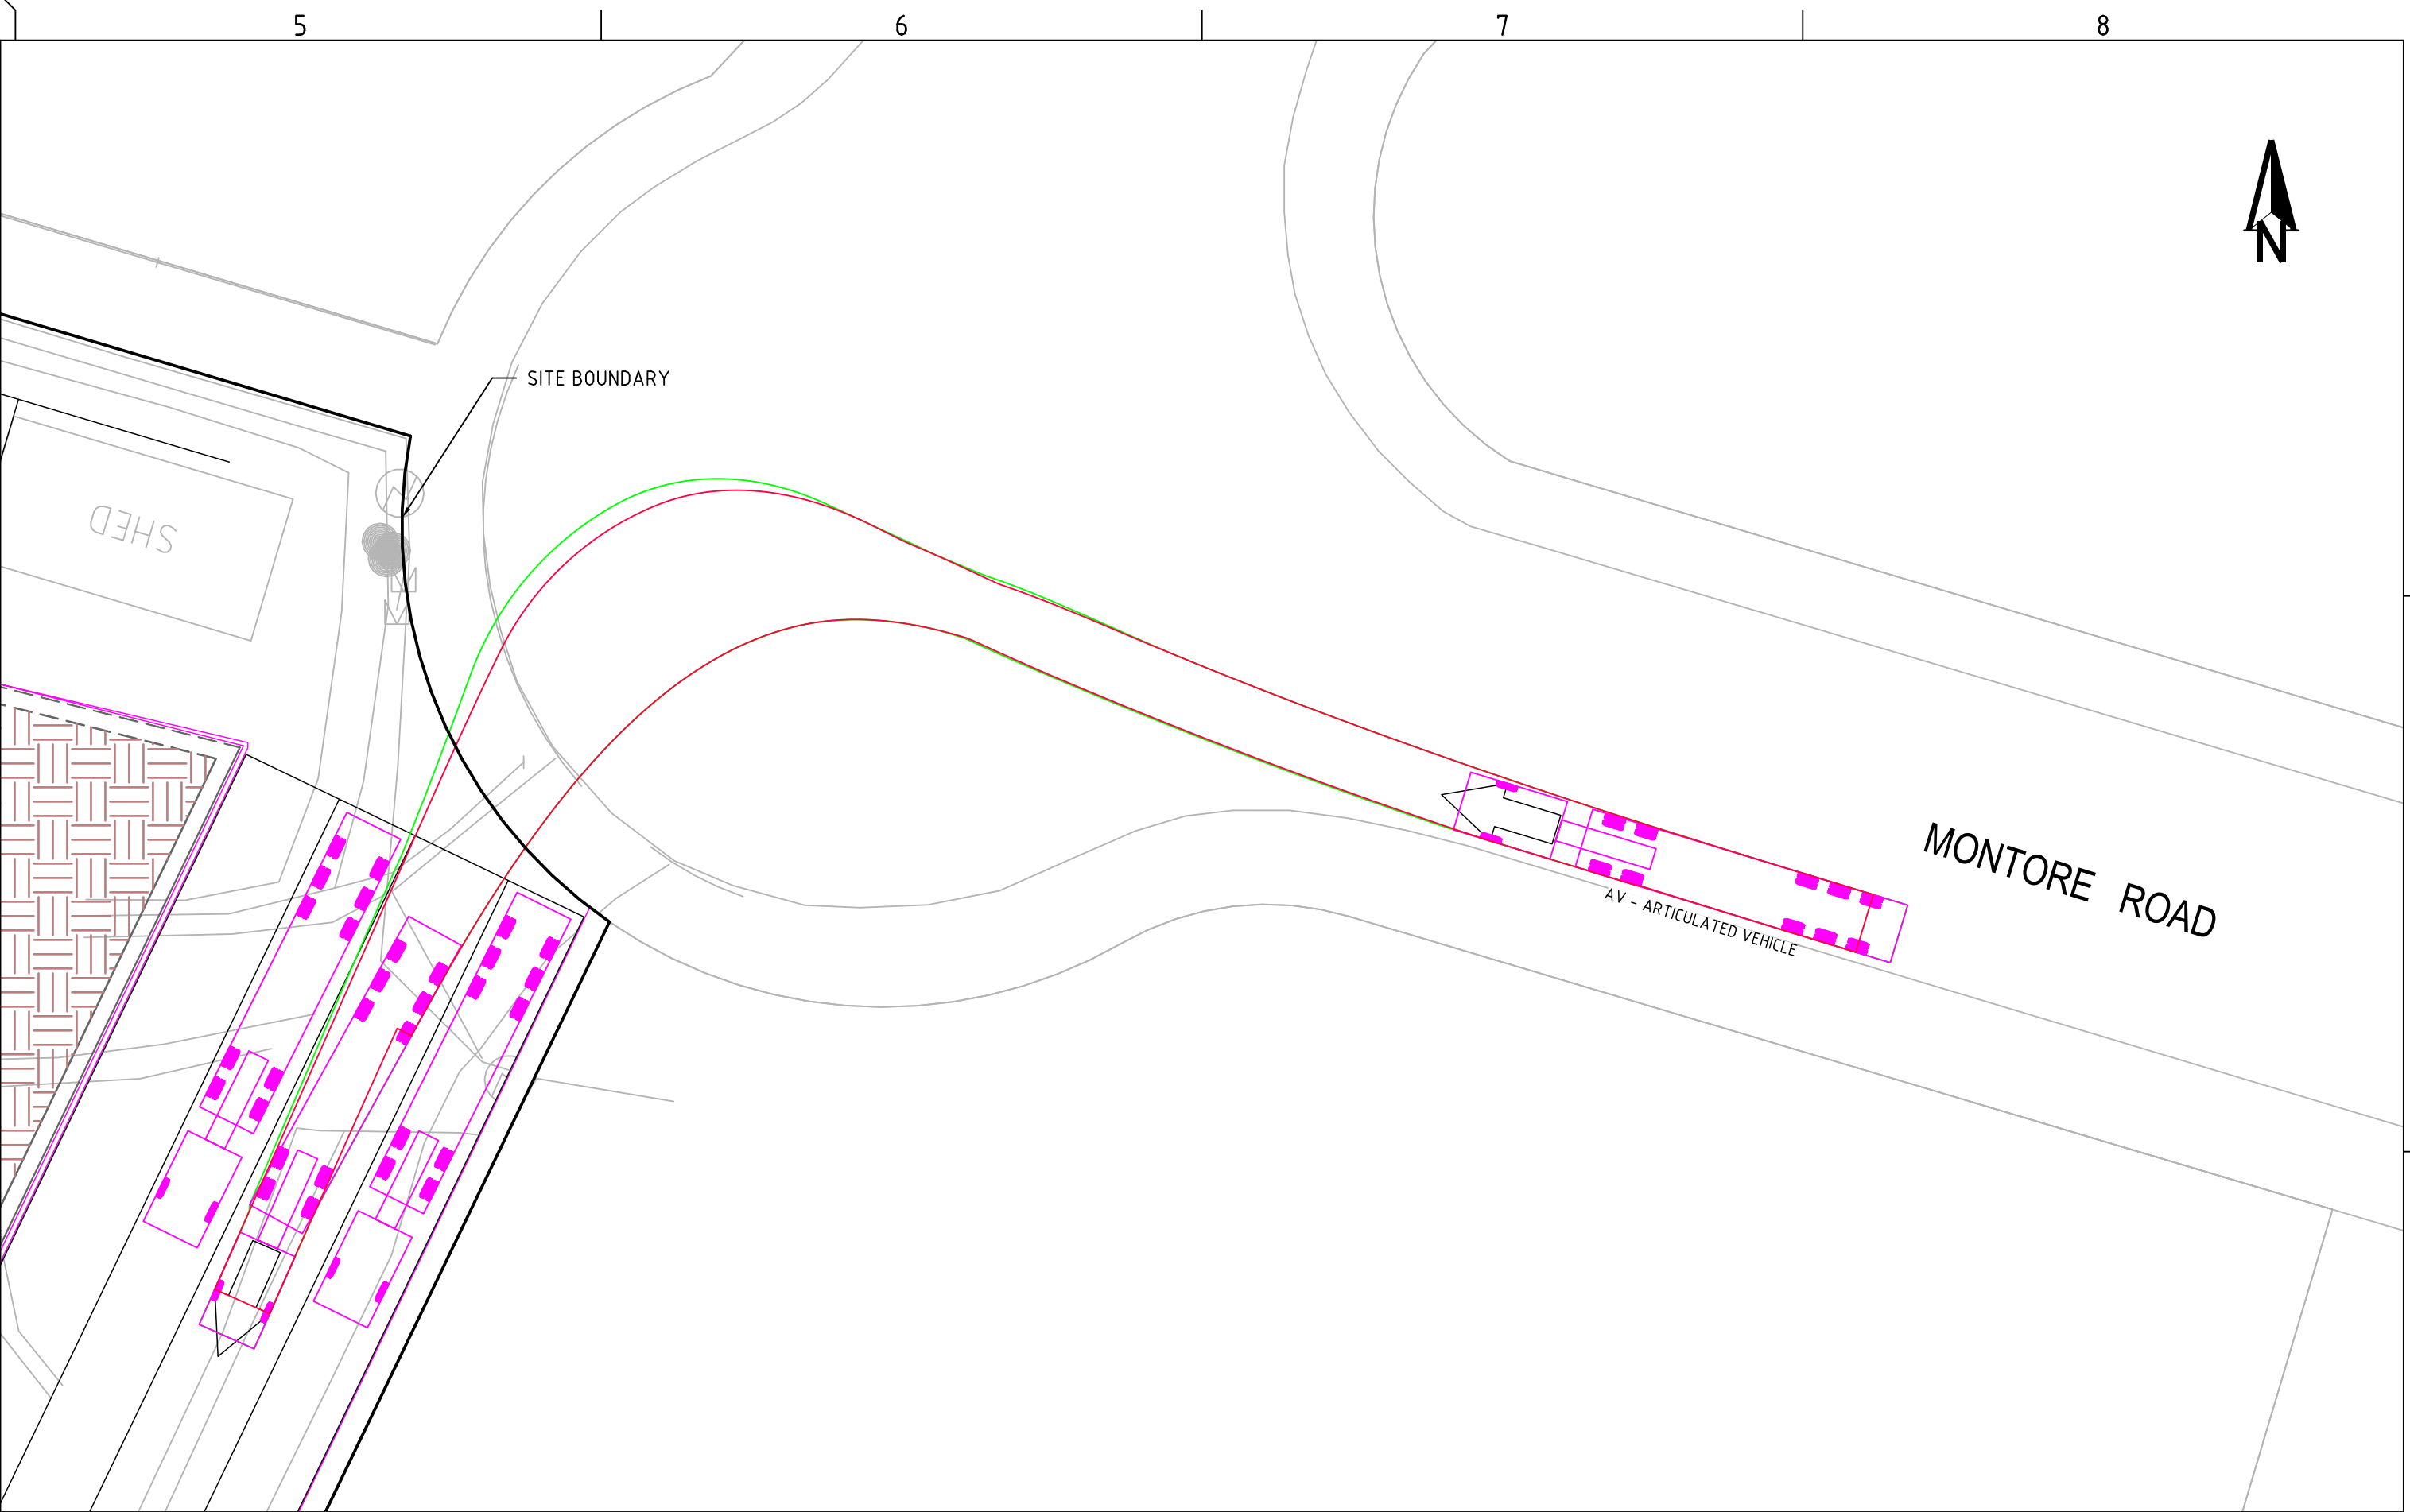 5 6 7 8
N
SITE BOUNDARY
SHED
MONTORE ROAD
AV - ARTICULATED VEHICLE